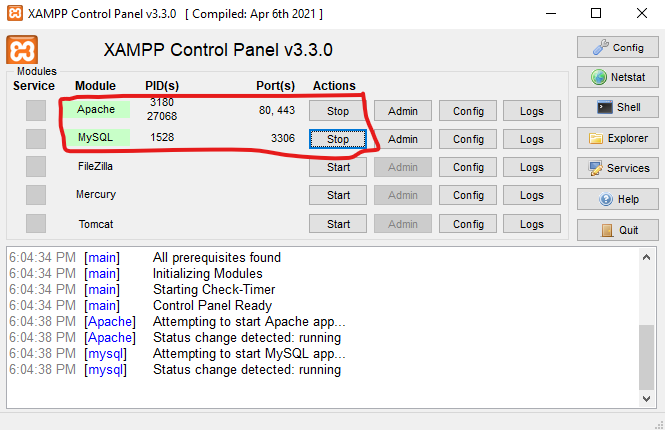 XAMPP Control Panel v3.3.0 [ Compiled: Apr 6th 2021 ]
XAMPP Control Panel v3.3.0
Config
Modules
Service Module PID(s) Port(s) Actions
Netstat
Apache 3180 27068 80, 443 Stop Admin Config Logs
Shell
MySQL 1528 3306 Stop Admin Config Logs
Explorer
FileZilla Start Admin Config Logs
Services
Mercury Start Admin Config Logs
Help
Tomcat Start Admin Config Logs
Quit
6:04:34 PM [main] All prerequisites found
6:04:34 PM [main] Initializing Modules
6:04:34 PM [main] Starting Check-Timer
6:04:34 PM [main] Control Panel Ready
6:04:38 PM [Apache] Attempting to start Apache app...
6:04:38 PM [Apache] Status change detected: running
6:04:38 PM [mysql] Attempting to start MySQL app...
6:04:38 PM [mysql] Status change detected: running